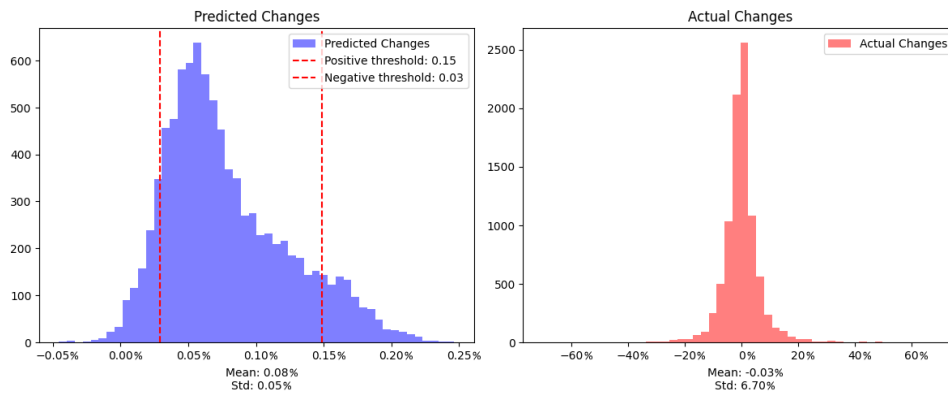 Predicted Changes
Predicted Changes
Positive threshold: 0.15
Negative threshold: 0.03
600
500
400
300
200
100
0
−0.05% 0.00% 0.05% 0.10% 0.15% 0.20% 0.25%
Mean: 0.08%
Std: 0.05%
Actual Changes
Actual Changes
2500
2000
1500
1000
500
0
−60% −40% −20% 0% 20% 40% 60%
Mean: -0.03%
Std: 6.70%